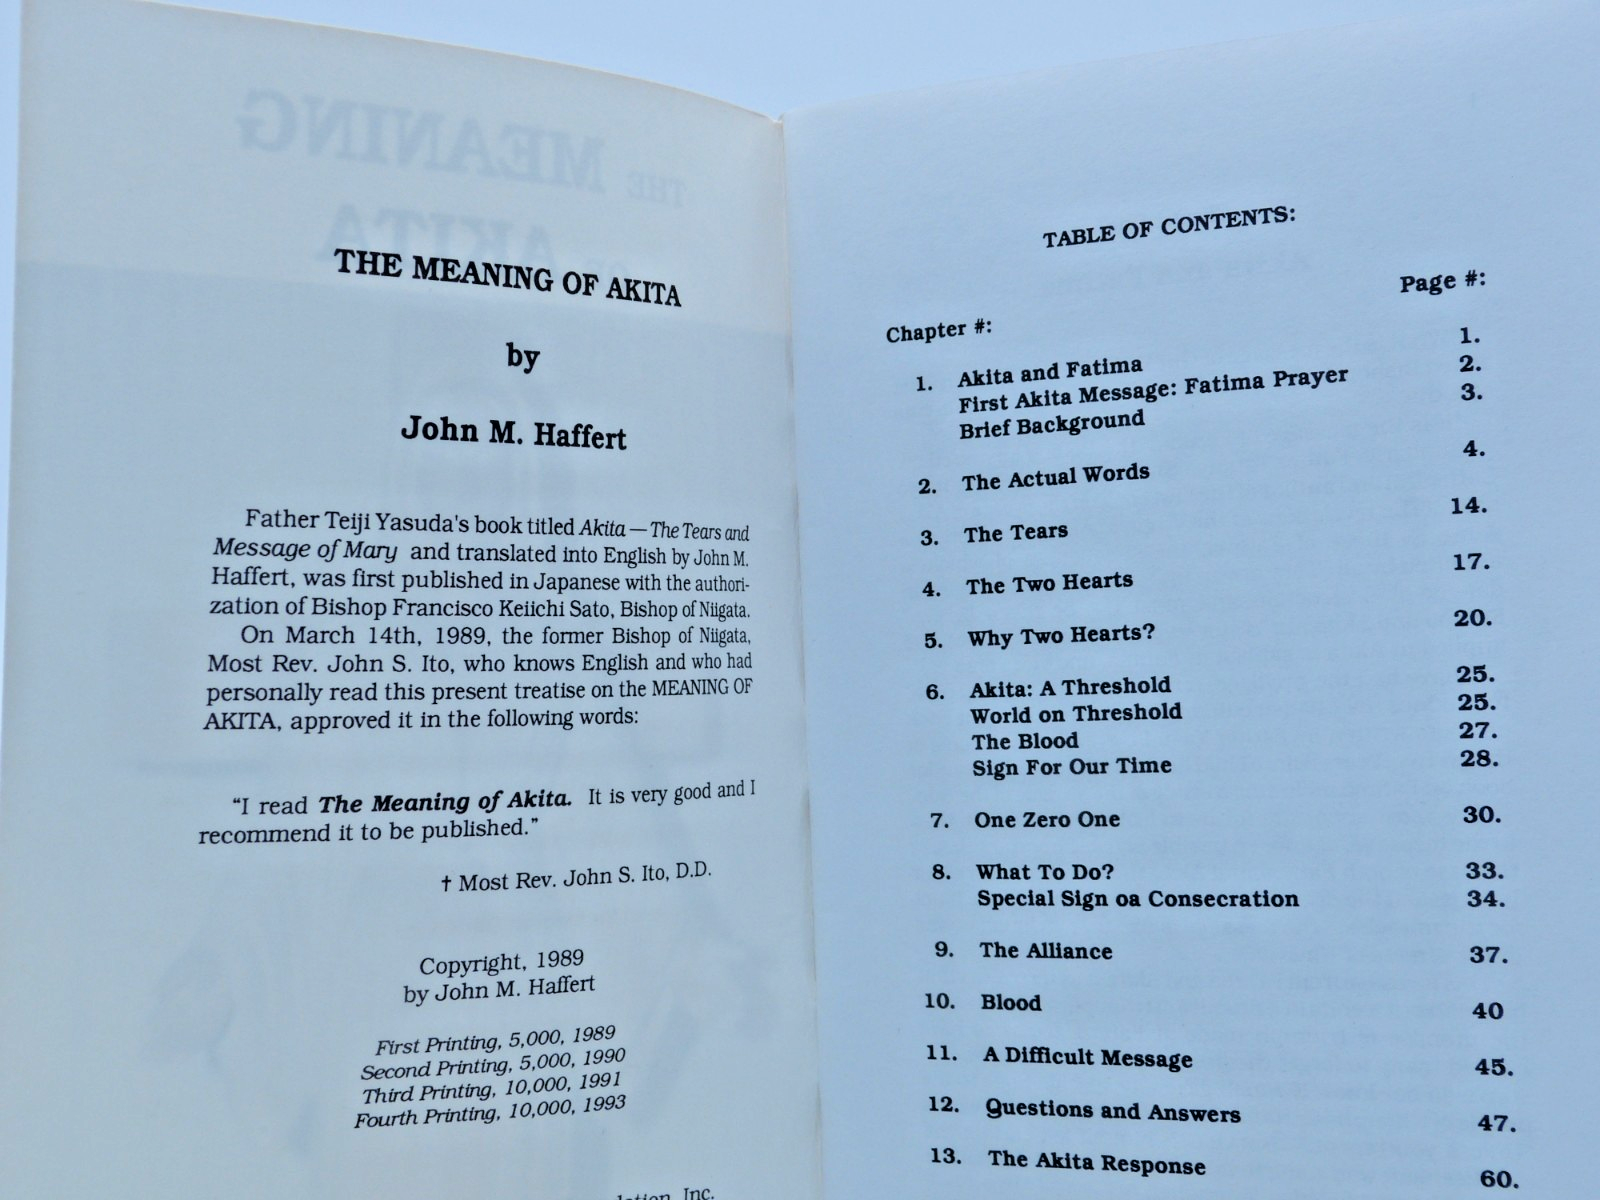 THE MEANING OF AKITA
by
John M. Haffert
Father Teiji Yasuda's book titled Akita — The Tears and
Message of Mary and translated into English by John M.
Haffert, was first published in Japanese with the authori-
zation of Bishop Francisco Keiichi Sato, Bishop of Niigata.
On March 14th, 1989, the former Bishop of Niigata,
Most Rev. John S. Ito, who knows English and who had
personally read this present treatise on the MEANING OF
AKITA, approved it in the following words:
"I read The Meaning of Akita. It is very good and I
recommend it to be published."
† Most Rev. John S. Ito, D.D.
Copyright, 1989
by John M. Haffert
First Printing, 5,000, 1989
Second Printing, 5,000, 1990
Third Printing, 10,000, 1991
Fourth Printing, 10,000, 1993
Inc.
TABLE OF CONTENTS:
Page #:
Chapter #:
1. Akita and Fatima 1.
First Akita Message: Fatima Prayer 2.
Brief Background 3.
2. The Actual Words 4.
3. The Tears 14.
4. The Two Hearts 17.
5. Why Two Hearts? 20.
6. Akita: A Threshold 25.
World on Threshold 25.
The Blood 27.
Sign For Our Time 28.
7. One Zero One 30.
8. What To Do? 33.
Special Sign oa Consecration 34.
9. The Alliance 37.
10. Blood 40
11. A Difficult Message 45.
12. Questions and Answers 47.
13. The Akita Response 60.